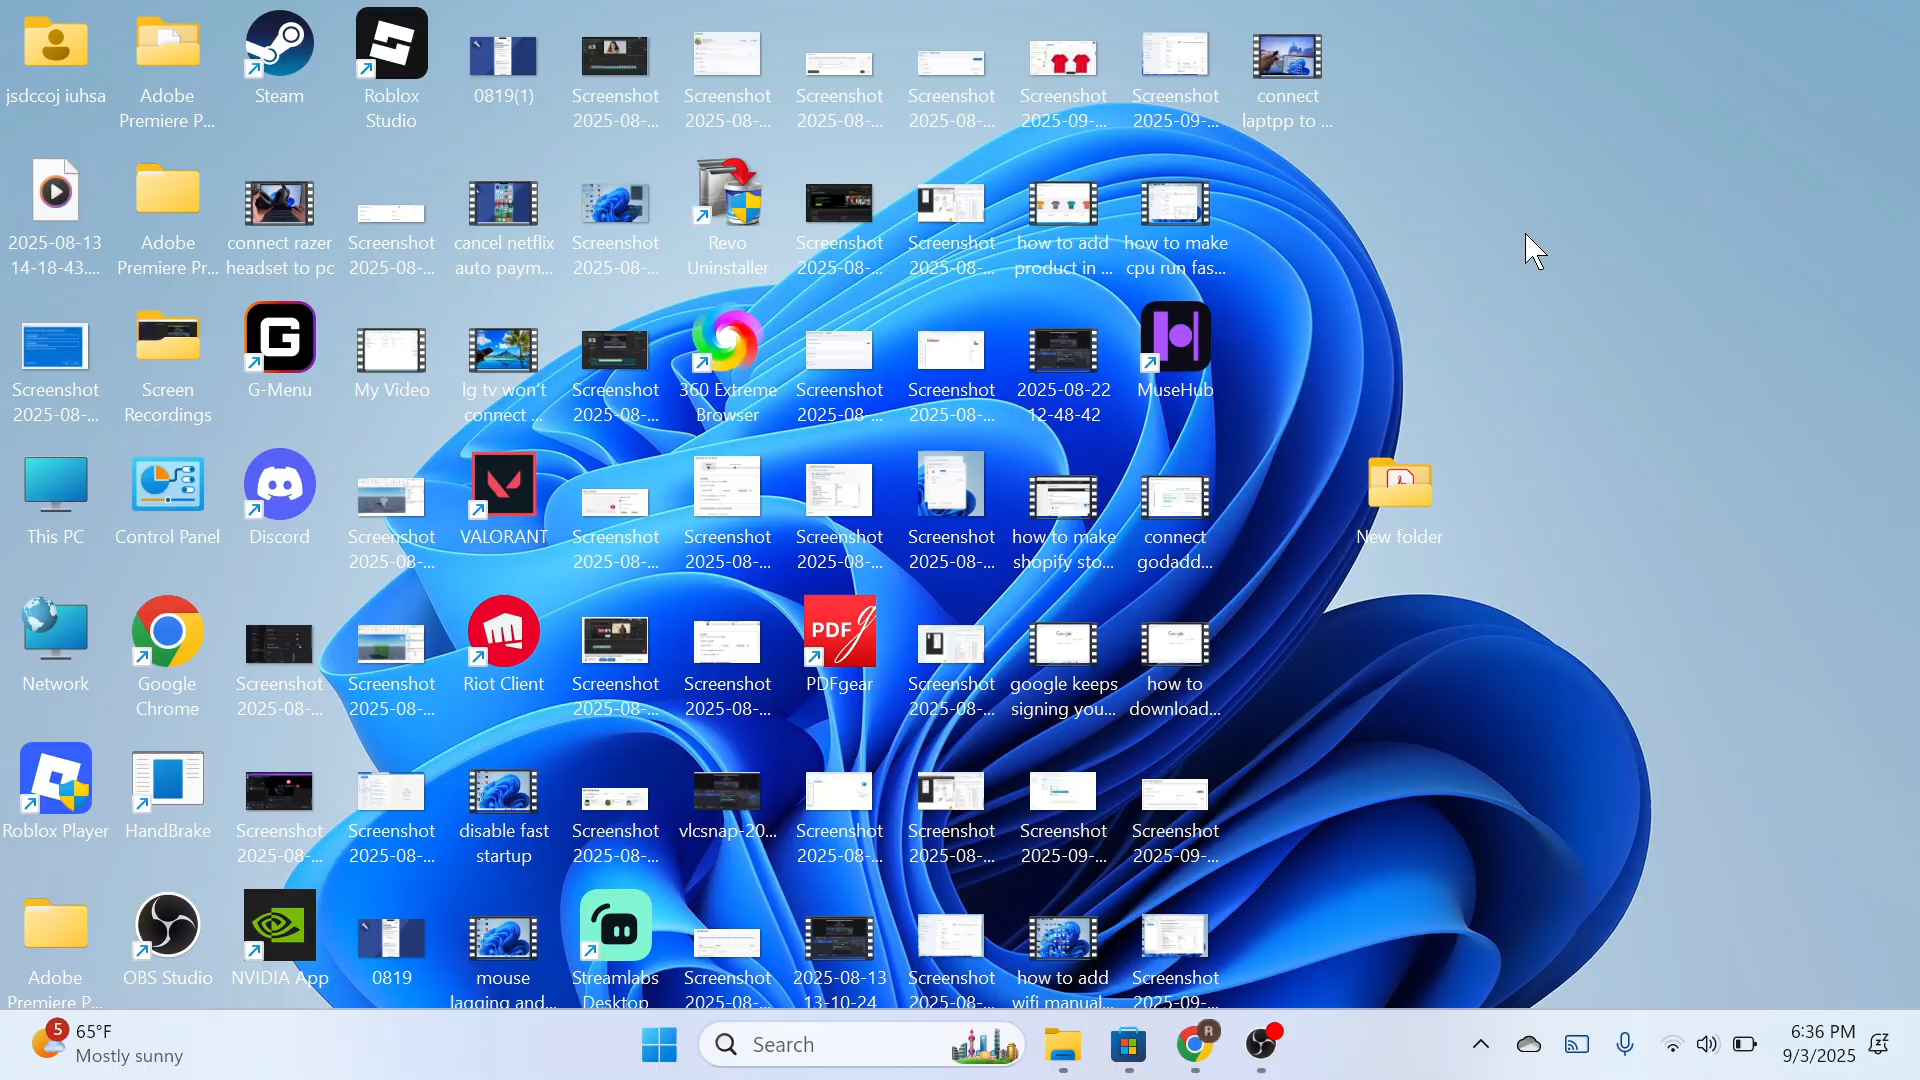 jsdccoj iuhsa
Adobe
Premiere P...
Steam
Roblox
Studio
0819(1)
Screenshot
2025-08-...
Screenshot
2025-08-...
Screenshot
2025-08-...
Screenshot
2025-08-...
Screenshot
2025-09-...
Screenshot
2025-09-...
connect
laptpp to ...
2025-08-13
14-18-43....
Adobe
Premiere Pr...
connect razer
headset to pc
Screenshot
2025-08-...
cancel netflix
auto paym...
Screenshot
2025-08-...
Revo
Uninstaller
Screenshot
2025-08-...
Screenshot
2025-08-...
how to add
product in ...
how to make
cpu run fas...
Screenshot
2025-08-...
Screen
Recordings
G-Menu
My Video
lg tv won't
connect ...
Screenshot
2025-08-...
360 Extreme
Browser
Screenshot
2025-08-...
Screenshot
2025-08-...
2025-08-22
12-48-42
MuseHub
This PC
Control Panel
Discord
Screenshot
2025-08-...
VALORANT
Screenshot
2025-08-...
Screenshot
2025-08-...
Screenshot
2025-08-...
Screenshot
2025-08-...
how to make
shopify sto...
connect
godadd...
New folder
Network
Google
Chrome
Screenshot
2025-08-...
Screenshot
2025-08-...
Riot Client
Screenshot
2025-08-...
Screenshot
2025-08-...
PDF
PDFgear
Screenshot
2025-08-...
google keeps
signing you...
how to
download...
Roblox Player
HandBrake
Screenshot
2025-08-...
Screenshot
2025-08-...
disable fast
startup
Screenshot
2025-08-...
vlcsnap-20...
Screenshot
2025-08-...
Screenshot
2025-08-...
Screenshot
2025-09-...
Screenshot
2025-09-...
Adobe
Premiere P...
OBS Studio
NVIDIA App
0819
mouse
lagging and...
Streamlabs
Desktop
Screenshot
2025-08-...
2025-08-13
13-10-24
Screenshot
2025-08-...
how to add
wifi manual...
Screenshot
2025-09-...
5
65°F
Mostly sunny
Search
R
6:36 PM
9/3/2025